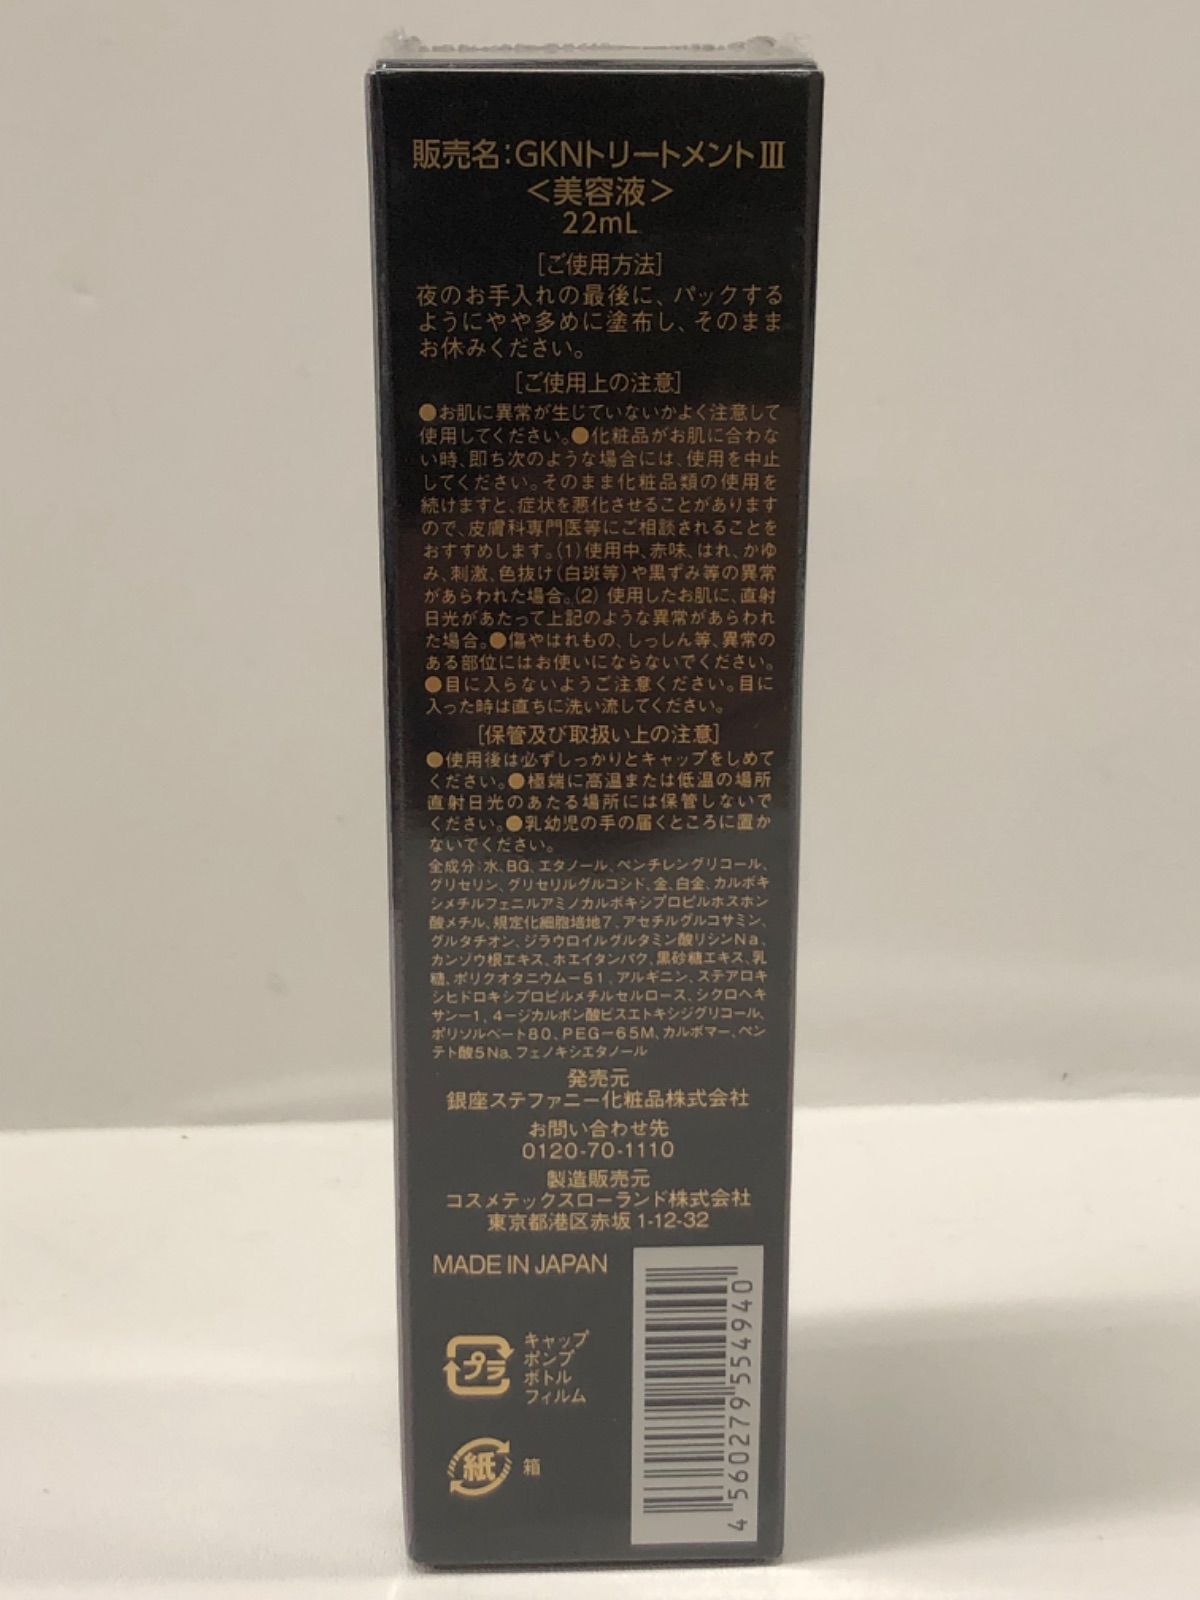 販売名：GKNトリートメントⅢ
＜美容液＞
22mL
[ご使用方法]
夜のお手入れの最後に、パックする
ようにやや多めに塗布し、そのまま
お休みください。
[ご使用上の注意]
●お肌に異常が生じていないかよく注意して
使用してください。●化粧品がお肌に合わな
い時、即ち次のような場合には、使用を中止
してください。そのまま化粧品類の使用を
続けますと、症状を悪化させることがあります
ので、皮膚科専門医等にご相談されることを
おすすめします。(1)使用中、赤味、はれ、かゆ
み、刺激、色抜け(白斑等)や黒ずみ等の異常
があらわれた場合。(2) 使用したお肌に、直射
日光があたって上記のような異常があらわれ
た場合。●傷やはれもの、しっしん等、異常の
ある部位にはお使いにならないでください。
●目に入らないようご注意ください。目に
入った時は直ちに洗い流してください。
[保管及び取扱い上の注意]
●使用後は必ずしっかりとキャップをしめて
ください。●極端に高温または低温の場所
直射日光のあたる場所には保管しないで
ください。●乳幼児の手の届くところに置か
ないでください。
全成分：水、BG、エタノール、ペンチレングリコール、
グリセリン、グリセリルグルコシド、金、白金、カルボキ
シメチルフェニルアミノカルボキシプロピルホスホン
酸メチル、規定化細胞培地7、アセチルグルコサミン、
グルタチオン、ジラウロイルグルタミン酸リシンNa、
カンゾウ根エキス、ホエイタンパク、黒砂糖エキス、乳
糖、ポリクオタニウム－51、アルギニン、ステアロキ
シヒドロキシプロピルメチルセルロース、シクロヘキ
サン－1，4－ジカルボン酸ビスエトキシジグリコール、
ポリソルベート80、PEG－65M、カルボマー、ペン
テト酸5Na、フェノキシエタノール
発売元
銀座ステファニー化粧品株式会社
お問い合わせ先
0120-70-1110
製造販売元
コスメテックスローランド株式会社
東京都港区赤坂1-12-32
MADE IN JAPAN
プラ
キャップ
ポンプ
ボトル
フィルム
紙
箱
4560279554940